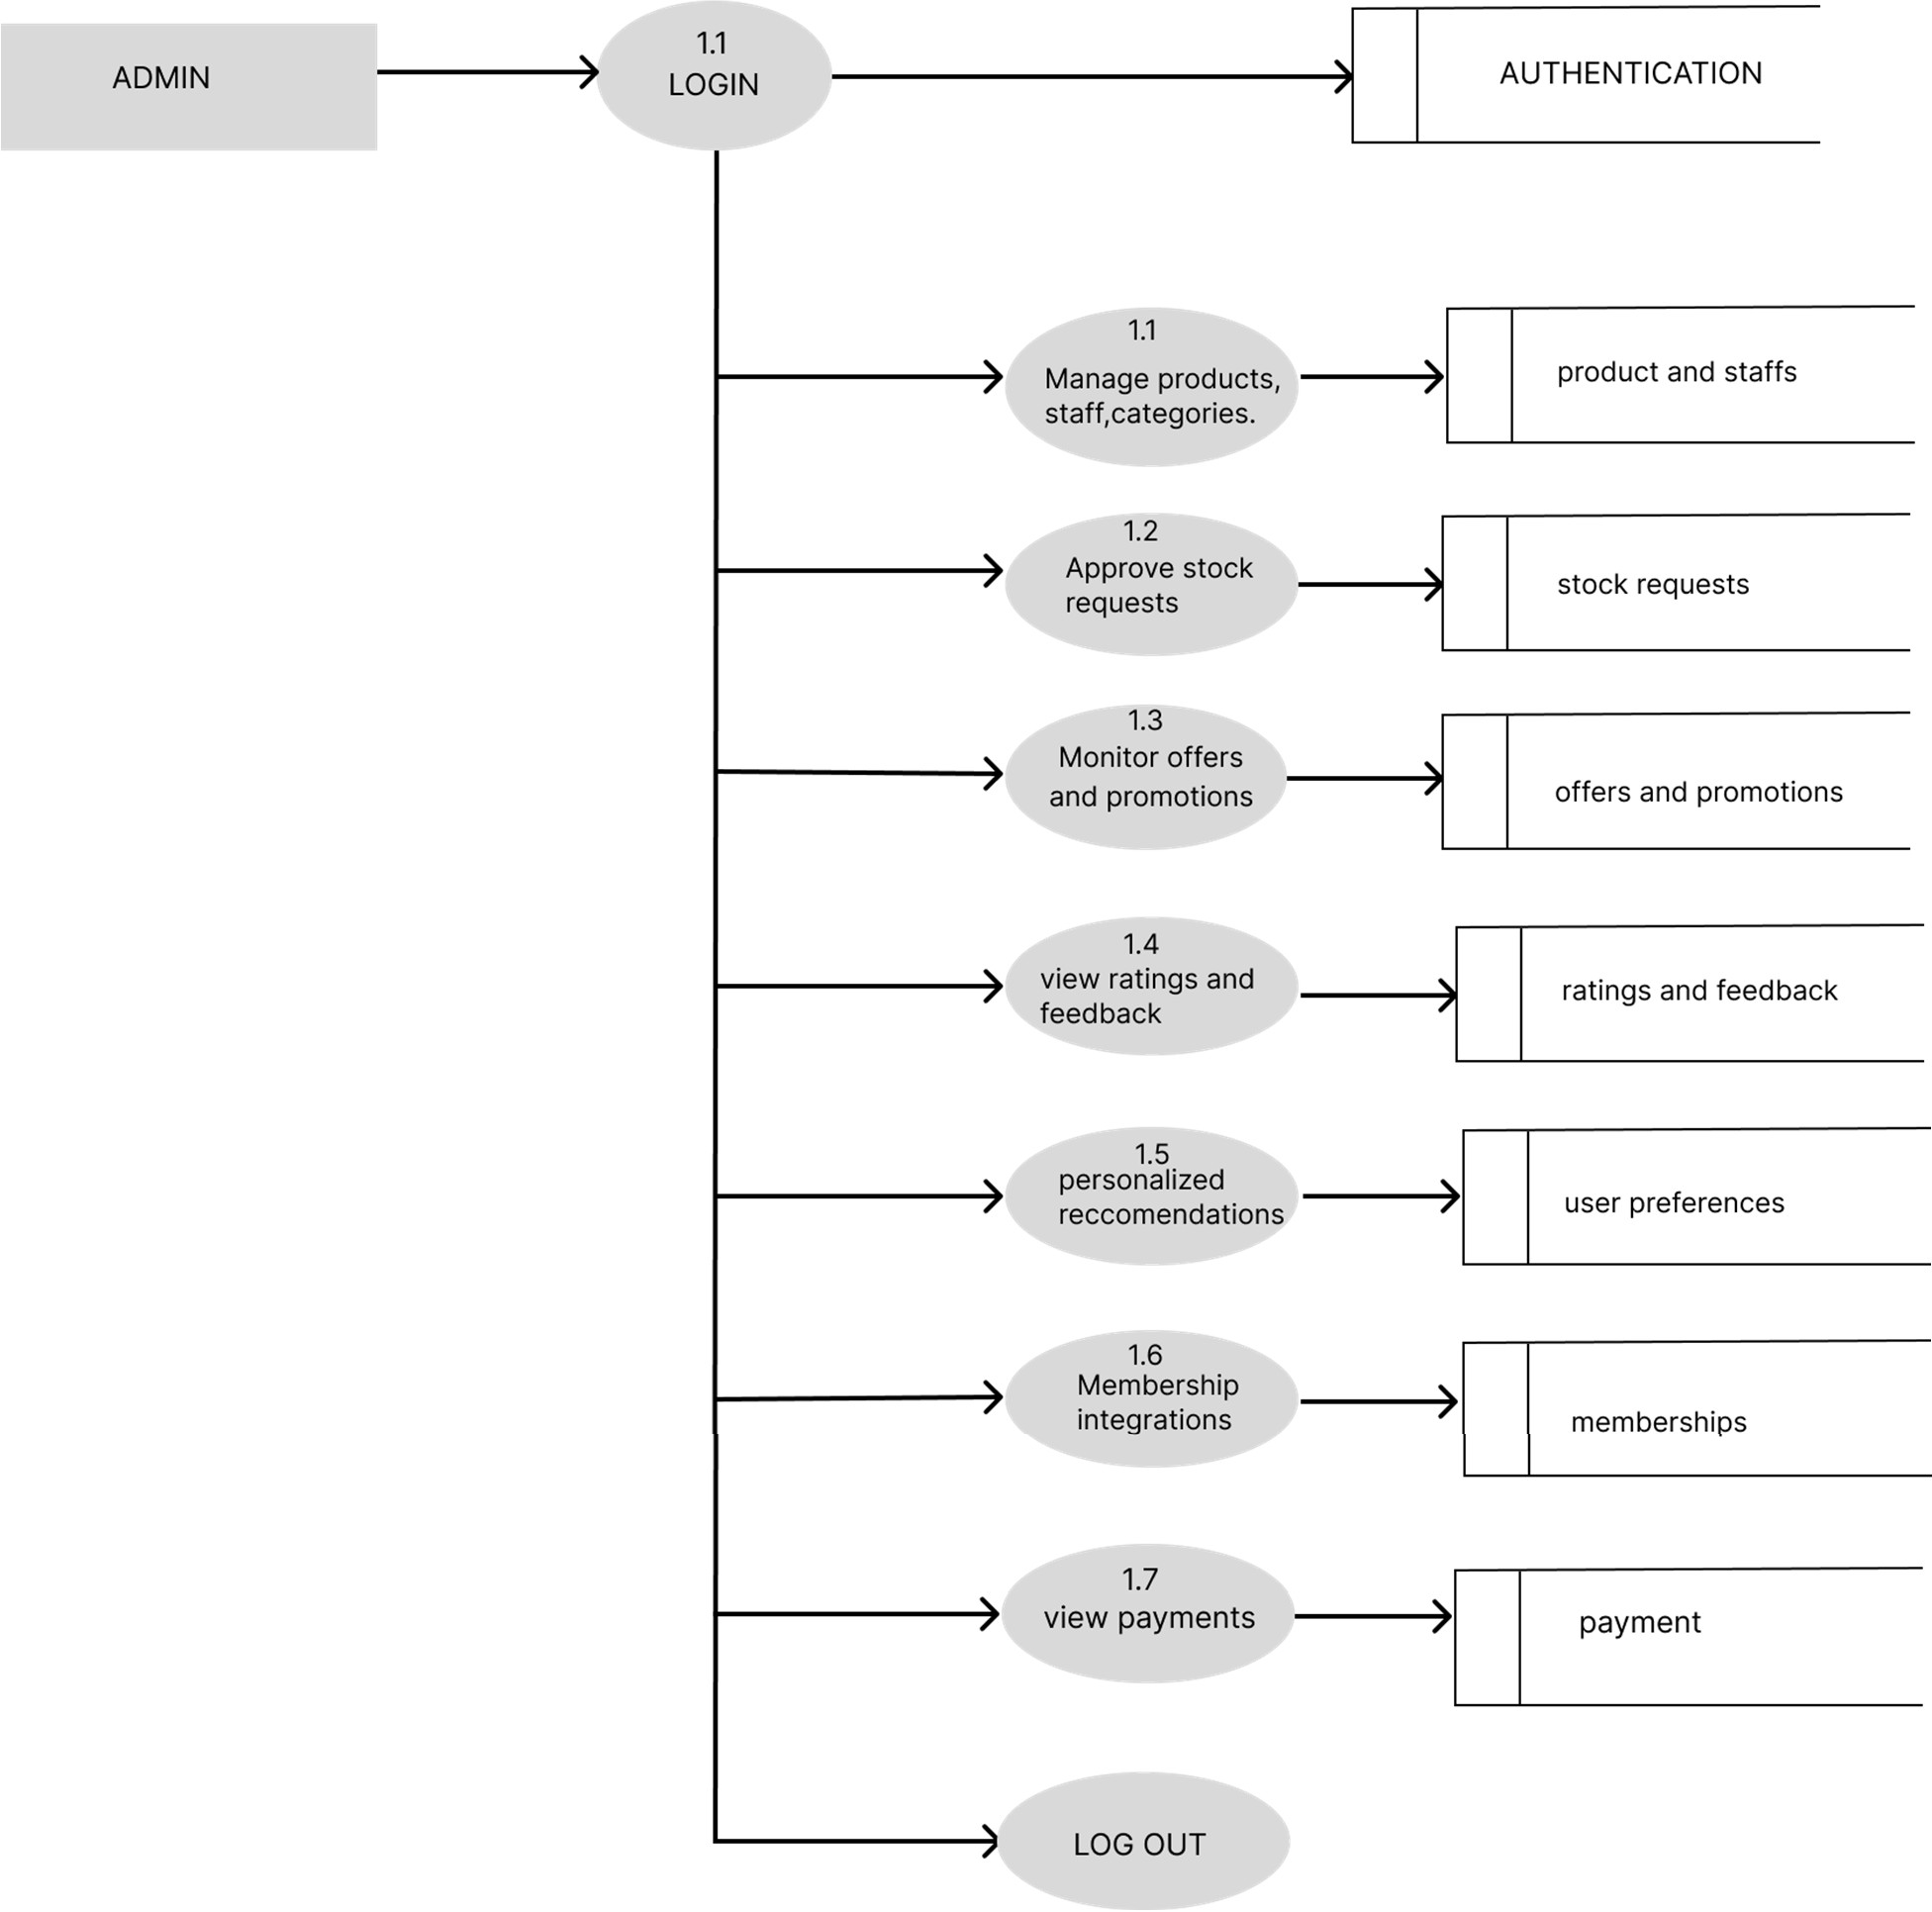 ADMIN
1.1
LOGIN
AUTHENTICATION
1.1
Manage products,
staff,categories.
product and staffs
1.2
Approve stock
requests
stock requests
1.3
Monitor offers
and promotions
offers and promotions
1.4
view ratings and
feedback
ratings and feedback
1.5
personalized
reccomendations
user preferences
1.6
Membership
integrations
memberships
1.7
view payments
payment
LOG OUT